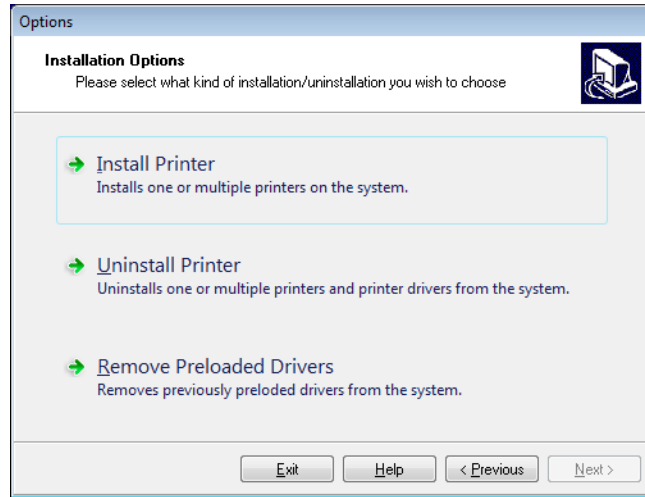 Options
Installation Options
Please select what kind of installation/uninstallation you wish to choose
Install Printer
Installs one or multiple printers on the system.
Uninstall Printer
Uninstalls one or multiple printers and printer drivers from the system.
Remove Preloaded Drivers
Removes previously preloded drivers from the system.
Exit Help < Previous Next >